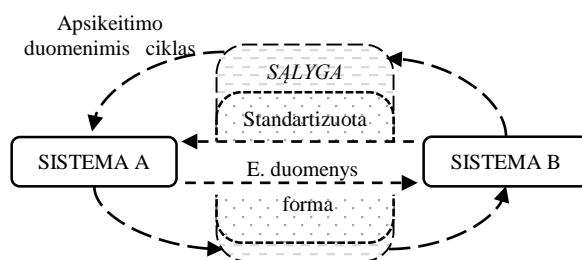 Apsikeitimo
duomenimis ciklas
SĄLYGA
Standartizuota
SISTEMA A
E. duomenys
SISTEMA B
forma